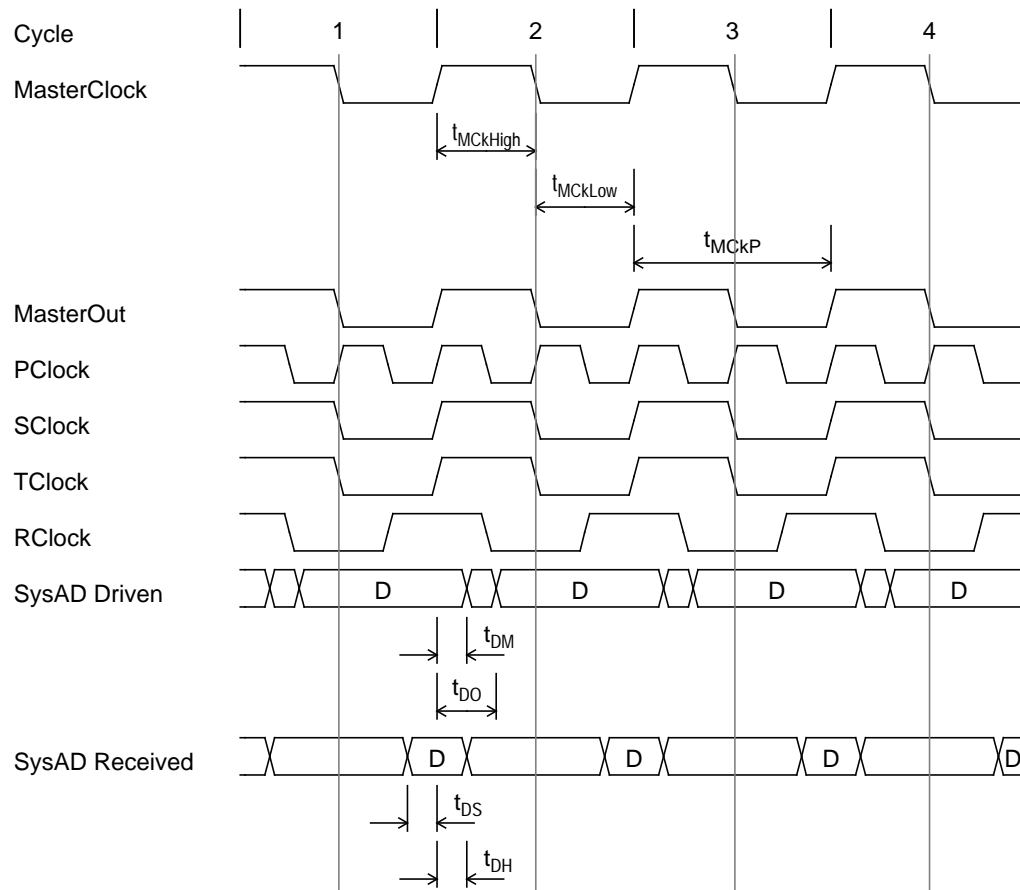 Cycle 1 2 3 4
MasterClock
tMCkHigh
tMCkLow
tMCkP
MasterOut
PClock
SClock
TClock
RClock
SysAD Driven D D D D
tDM
tDO
SysAD Received D D D D
tDS
tDH